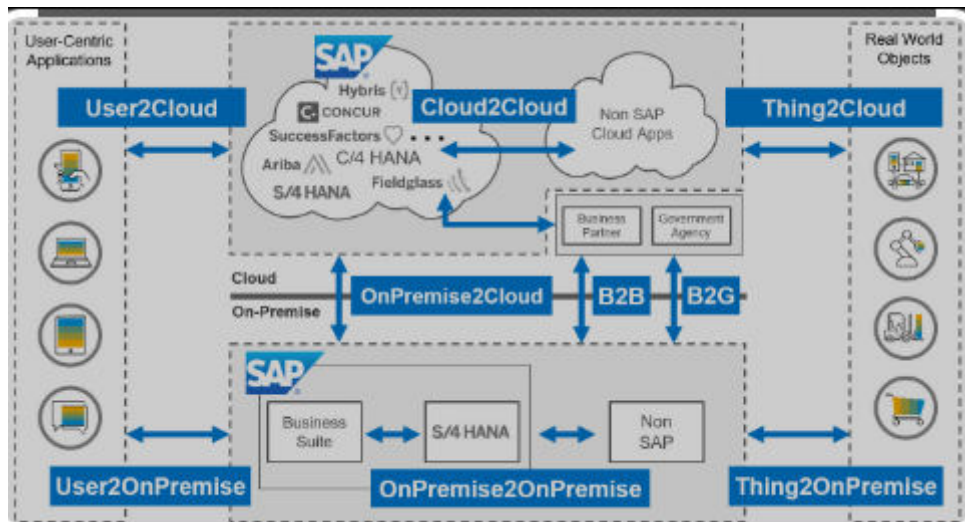 User-Centric
Applications
SAP
Real World
Objects
User2Cloud
Hybris
CONCUR
Cloud2Cloud
Thing2Cloud
SuccessFactors
Non SAP
Cloud Apps
Ariba
C/4 HANA
S/4 HANA
Fieldglass
Business
Partner
Government
Agency
Cloud
On-Premise
OnPremise2Cloud
B2B
B2G
SAP
Business
Suite
S/4 HANA
Non
SAP
User2OnPremise
OnPremise2OnPremise
Thing2OnPremise